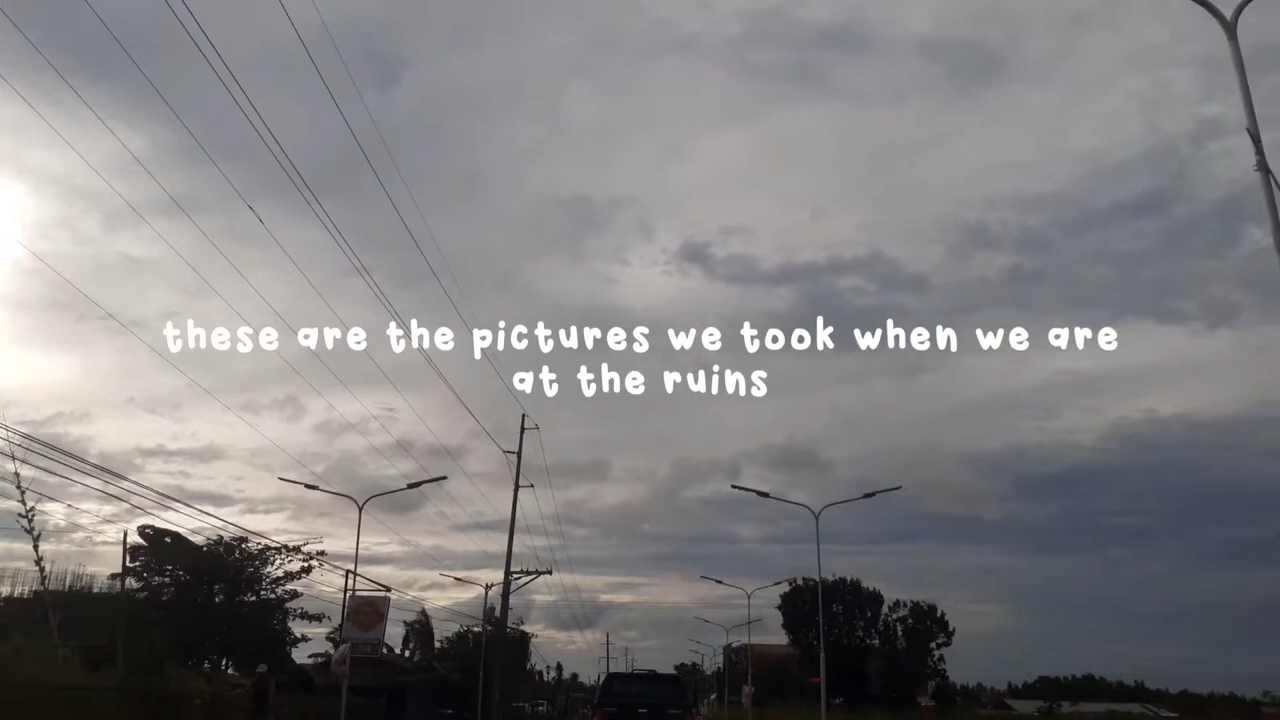 these are the pictures we took when we are
at the ruins